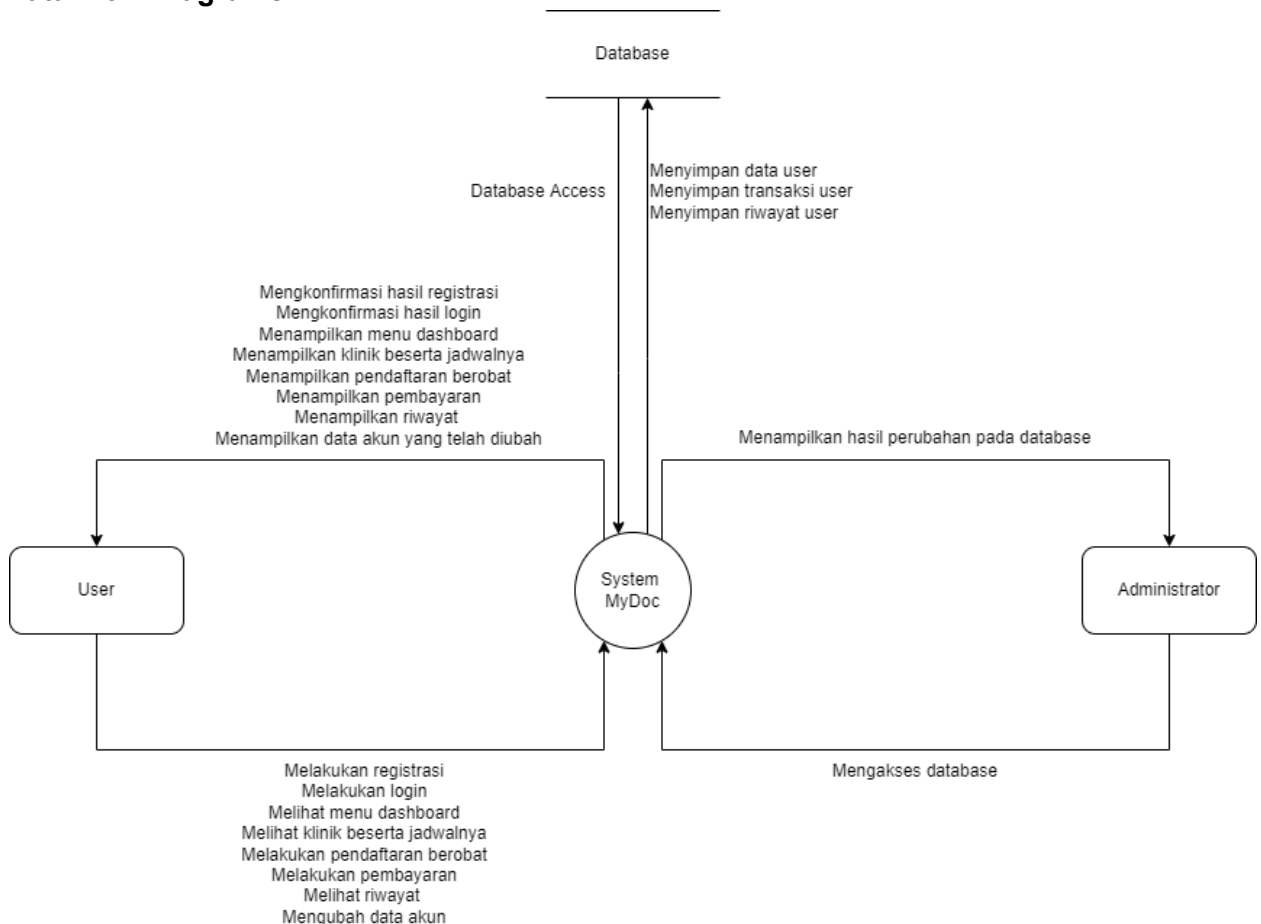 Database
Database Access
Menyimpan data user
Menyimpan transaksi user
Menyimpan riwayat user
Mengkonfirmasi hasil registrasi
Mengkonfirmasi hasil login
Menampilkan menu dashboard
Menampilkan klinik beserta jadwalnya
Menampilkan pendaftaran berobat
Menampilkan pembayaran
Menampilkan riwayat
Menampilkan data akun yang telah diubah
Menampilkan hasil perubahan pada database
User
System
MyDoc
Administrator
Melakukan registrasi
Melakukan login
Melihat menu dashboard
Melihat klinik beserta jadwalnya
Melakukan pendaftaran berobat
Melakukan pembayaran
Melihat riwayat
Mengubah data akun
Mengakses database